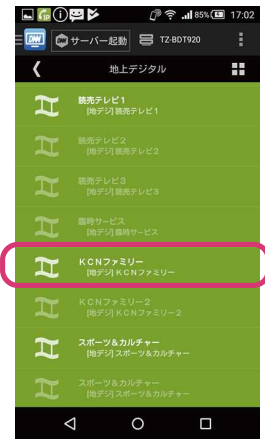 85% 17:02
サーバー起動 TZ-BDT920
地上デジタル
読売テレビ1
[地デジ] 読売テレビ1
読売テレビ2
[地デジ] 読売テレビ2
読売テレビ3
[地デジ] 読売テレビ3
臨時サービス
[地デジ] 臨時サービス
KCNファミリー
[地デジ] KCNファミリー
KCNファミリー2
[地デジ] KCNファミリー2
スポーツ&カルチャー
[地デジ] スポーツ&カルチャー
スポーツ&カルチャー
[地デジ] スポーツ&カルチャー